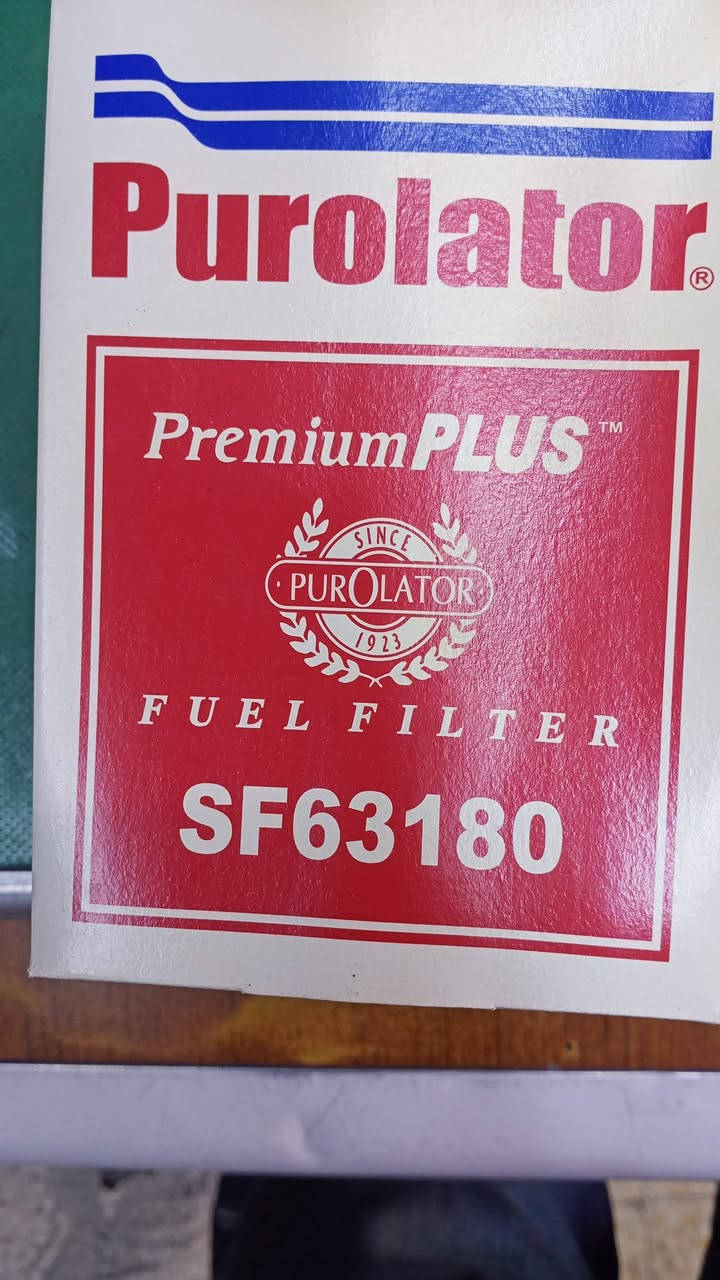 Purolator®
PremiumPLUS™
SINCE
PUROLATOR
1923
FUEL FILTER
SF63180